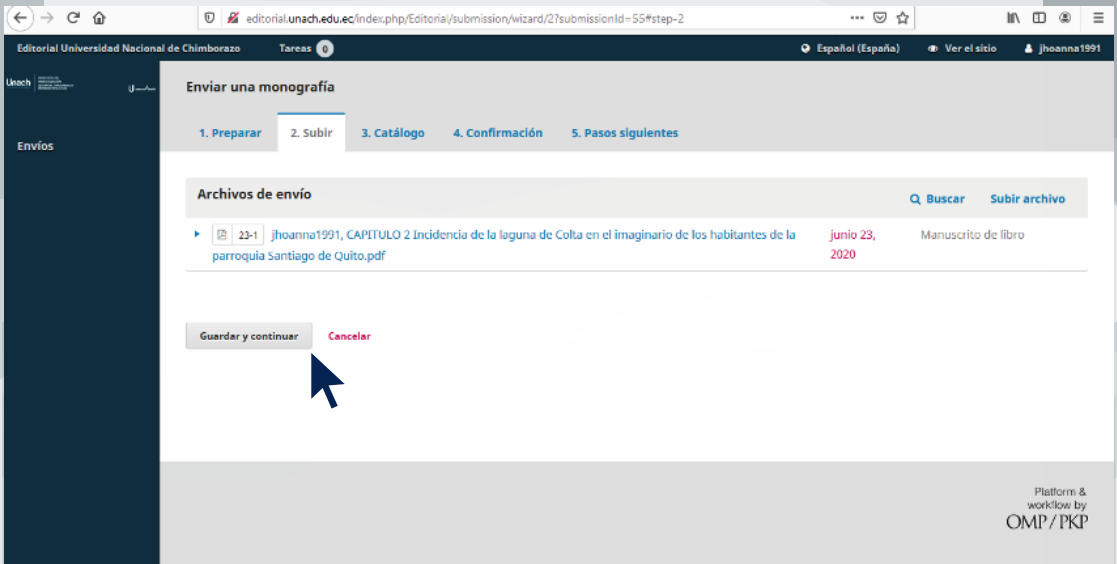 editorial.unach.edu.ec/index.php/Editorial/submission/wizard/2?submissionId=55#step-2
Editorial Universidad Nacional de Chimborazo Tareas 0 Español (España) Ver el sitio jhoanna1991
Unach
Enviar una monografía
1. Preparar 2. Subir 3. Catálogo 4. Confirmación 5. Pasos siguientes
Envíos
Archivos de envío
Buscar Subir archivo
23-1 jhoanna1991, CAPITULO 2 Incidencia de la laguna de Colta en el imaginario de los habitantes de la junio 23, Manuscrito de libro
parroquia Santiago de Quito.pdf 2020
Guardar y continuar Cancelar
Platform &
workflow by
OMP / PKP